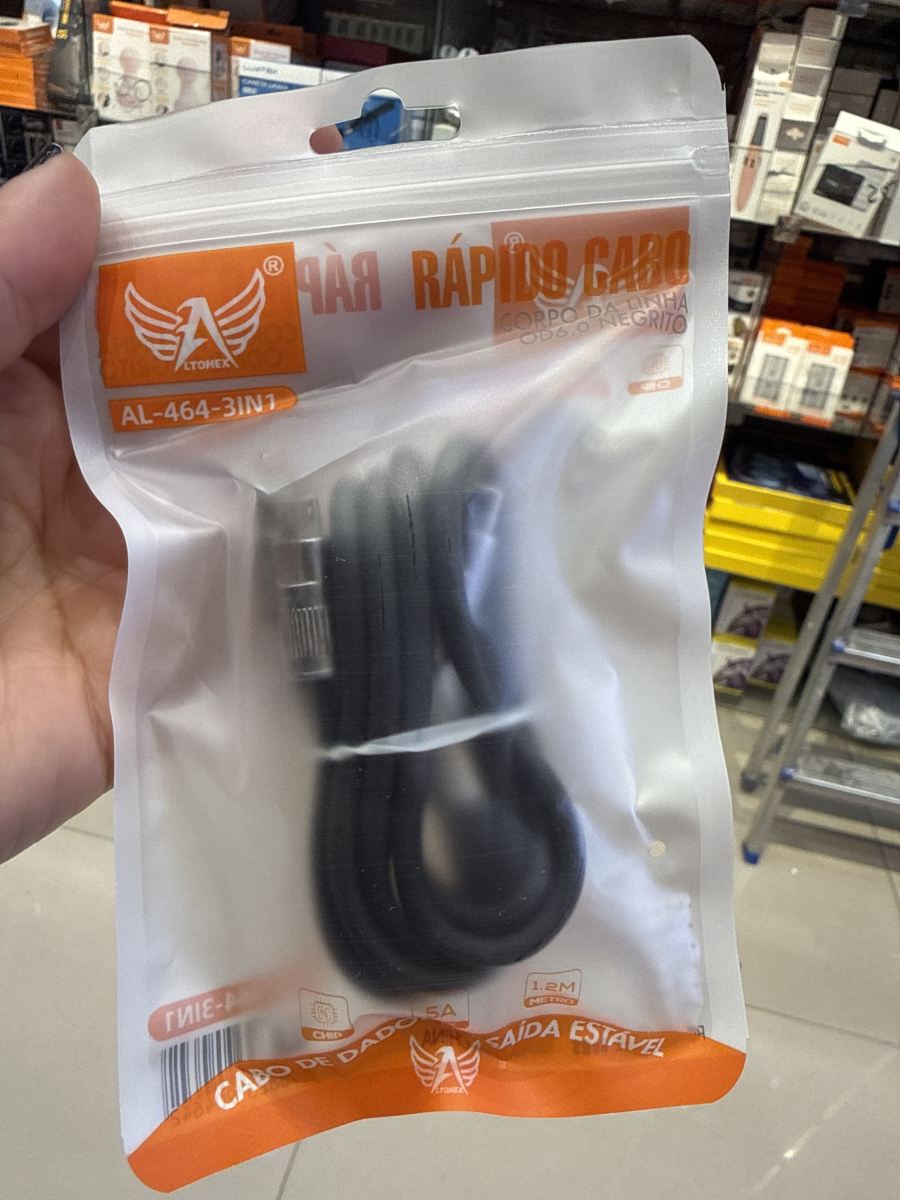 RÁPIDO CABO
CORPO DA LINHA
OD6.0 NEGRITO
®
ALTOMEX
AL-464-3IN1
CHIP
5A
1.2M
METRO
CHIP
CABO DE DADO
SAÍDA ESTÁVEL
ALTOMEX